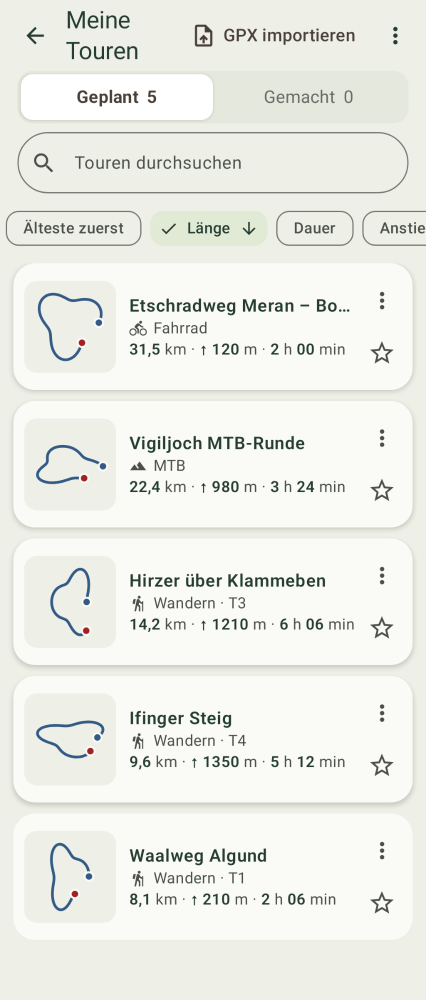 Meine
Touren
GPX importieren
Geplant 5
Gemacht 0
Touren durchsuchen
Älteste zuerst
Länge ↓
Dauer
Anstie
Etschradweg Meran – Bo...
Fahrrad
31,5 km · ↑ 120 m · 2 h 00 min
Vigiljoch MTB-Runde
MTB
22,4 km · ↑ 980 m · 3 h 24 min
Hirzer über Klammeben
Wandern · T3
14,2 km · ↑ 1210 m · 6 h 06 min
Ifinger Steig
Wandern · T4
9,6 km · ↑ 1350 m · 5 h 12 min
Waalweg Algund
Wandern · T1
8,1 km · ↑ 210 m · 2 h 06 min